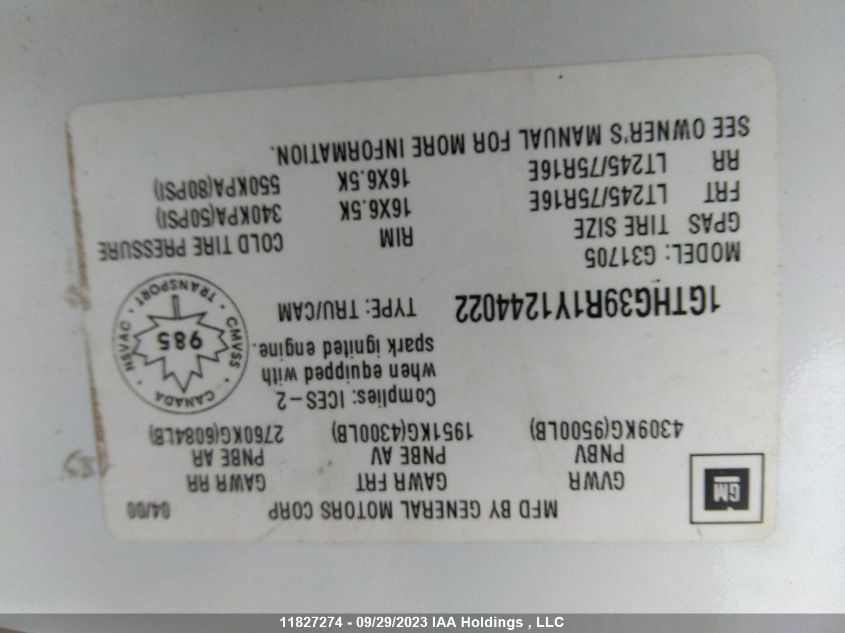 MFD BY GENERAL MOTORS CORP 04/00
GM
GVWR GAWR FRT GAWR RR
PNBV PNBE AV PNBE AR
4309KG(9500LB) 1951KG(4300LB) 2760KG(6084LB)
Complies: ICES-2
when equipped with
spark ignited engine.
CANADA
NSVAC • TRANSPORT • CMVSS
985
1GTHG39R1Y1244022 TYPE: TRU/CAM
MODEL: G31705
GPAS TIRE SIZE RIM COLD TIRE PRESSURE
FRT LT245/75R16E 16X6.5K 340KPA(50PSI)
RR LT245/75R16E 16X6.5K 550KPA(80PSI)
SEE OWNER'S MANUAL FOR MORE INFORMATION.
11827274 - 09/29/2023 IAA Holdings , LLC